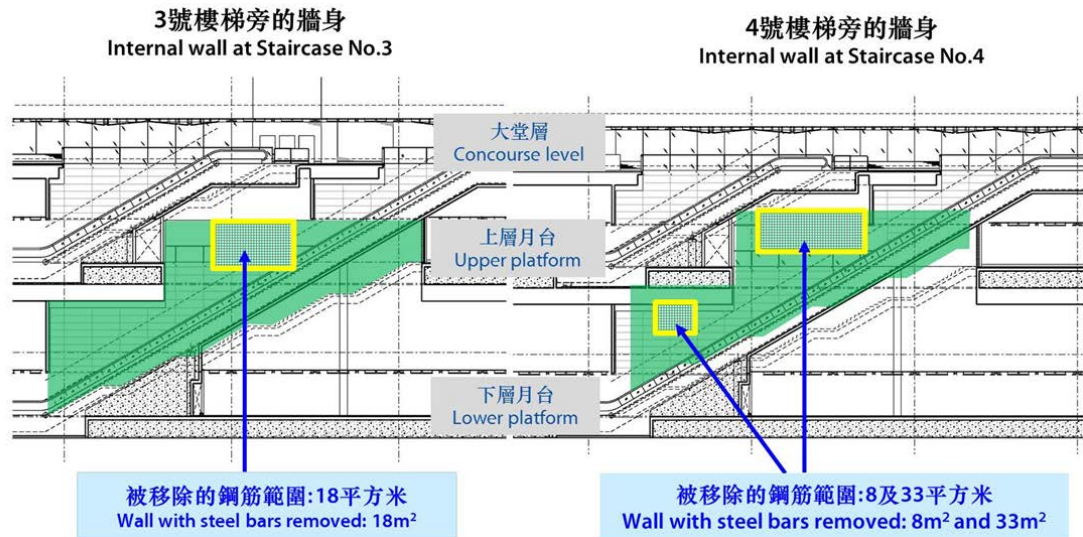 3號樓梯旁的牆身
Internal wall at Staircase No.3
4號樓梯旁的牆身
Internal wall at Staircase No.4
大堂層
Concourse level
上層月台
Upper platform
下層月台
Lower platform
被移除的鋼筋範圍:18平方米
Wall with steel bars removed: 18m²
被移除的鋼筋範圍:8及33平方米
Wall with steel bars removed: 8m² and 33m²